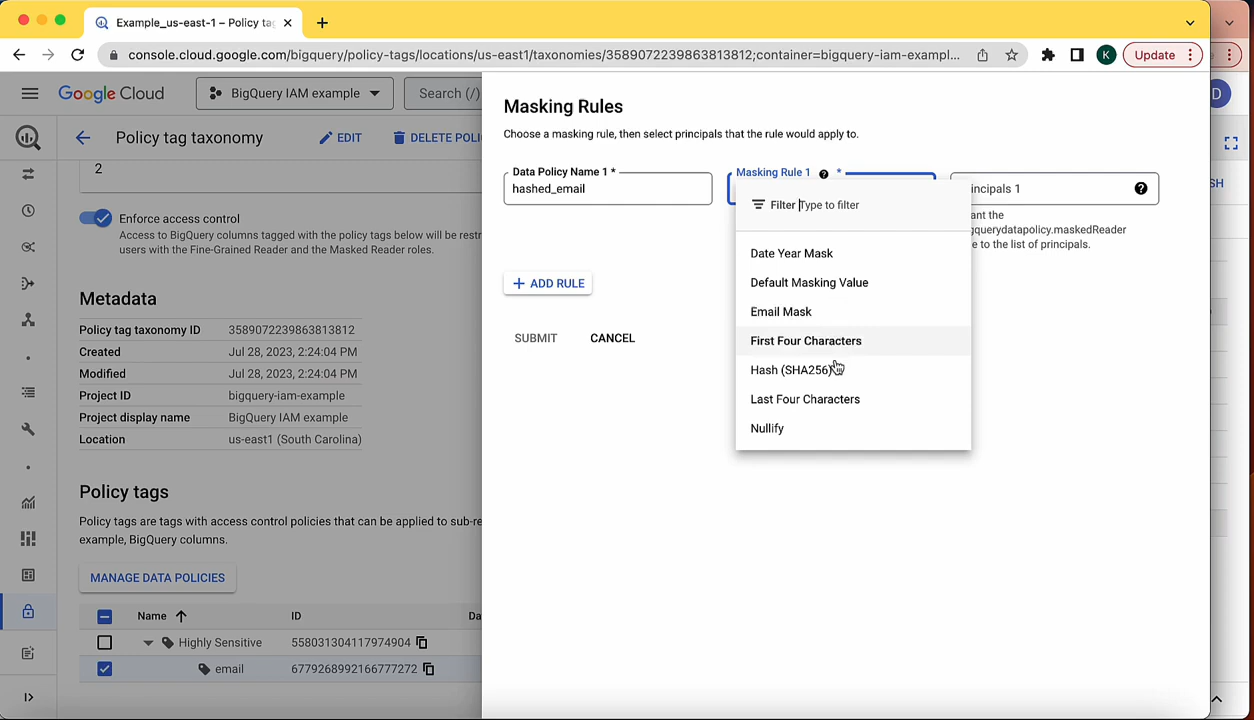 Example_us-east-1 – Policy tag
console.cloud.google.com/bigquery/policy-tags/locations/us-east1/taxonomies/3589072239863813812;container=bigquery-iam-exampl...
K
Update
Google Cloud
BigQuery IAM example
Search (/)
D
Policy tag taxonomy
EDIT
DELETE POLI
SH
2
Enforce access control
Access to BigQuery columns tagged with the policy tags below will be restr
users with the Fine-Grained Reader and the Masked Reader roles.
Metadata
Policy tag taxonomy ID 3589072239863813812
Created Jul 28, 2023, 2:24:04 PM
Modified Jul 28, 2023, 2:24:04 PM
Project ID bigquery-iam-example
Project display name BigQuery IAM example
Location us-east1 (South Carolina)
Policy tags
Policy tags are tags with access control policies that can be applied to sub-re
example, BigQuery columns.
MANAGE DATA POLICIES
Name ID Da
Highly Sensitive 558031304117974904
email 6779268992166777272
Masking Rules
Choose a masking rule, then select principals that the rule would apply to.
Data Policy Name 1 *
hashed_email
Masking Rule 1 *
incipals 1
ant the
gquerydatapolicy.maskedReader
e to the list of principals.
Filter Type to filter
Date Year Mask
Default Masking Value
Email Mask
First Four Characters
Hash (SHA256)
Last Four Characters
Nullify
ADD RULE
SUBMIT CANCEL